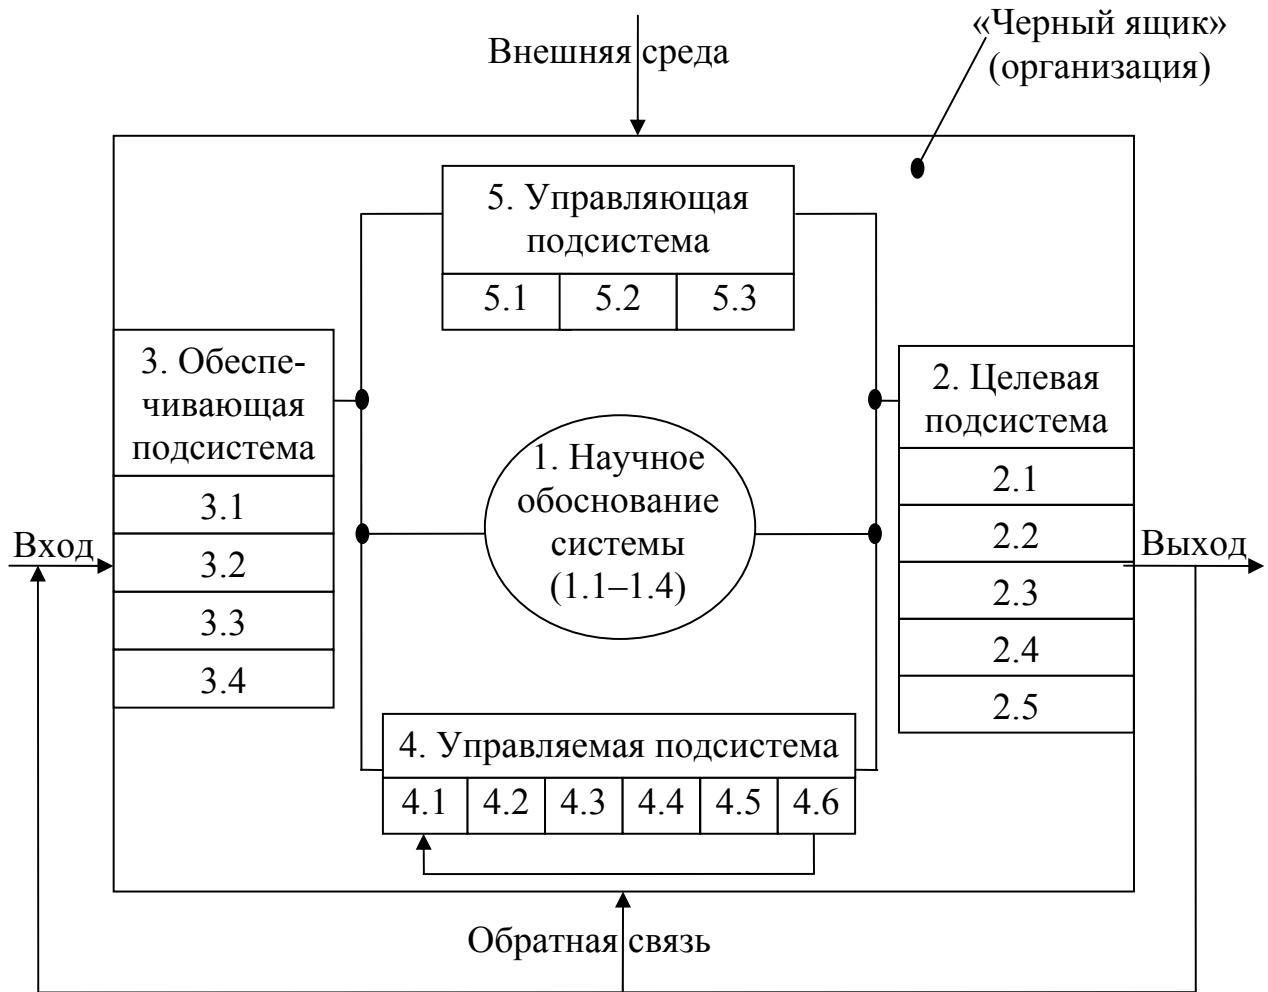 «Черный ящик»
(организация)
Внешняя среда
5. Управляющая
подсистема
5.1 5.2 5.3
3. Обеспе-
чивающая
подсистема
3.1
3.2
3.3
3.4
Вход
1. Научное
обоснование
системы
(1.1–1.4)
2. Целевая
подсистема
2.1
2.2
2.3
2.4
2.5
Выход
4. Управляемая подсистема
4.1 4.2 4.3 4.4 4.5 4.6
Обратная связь